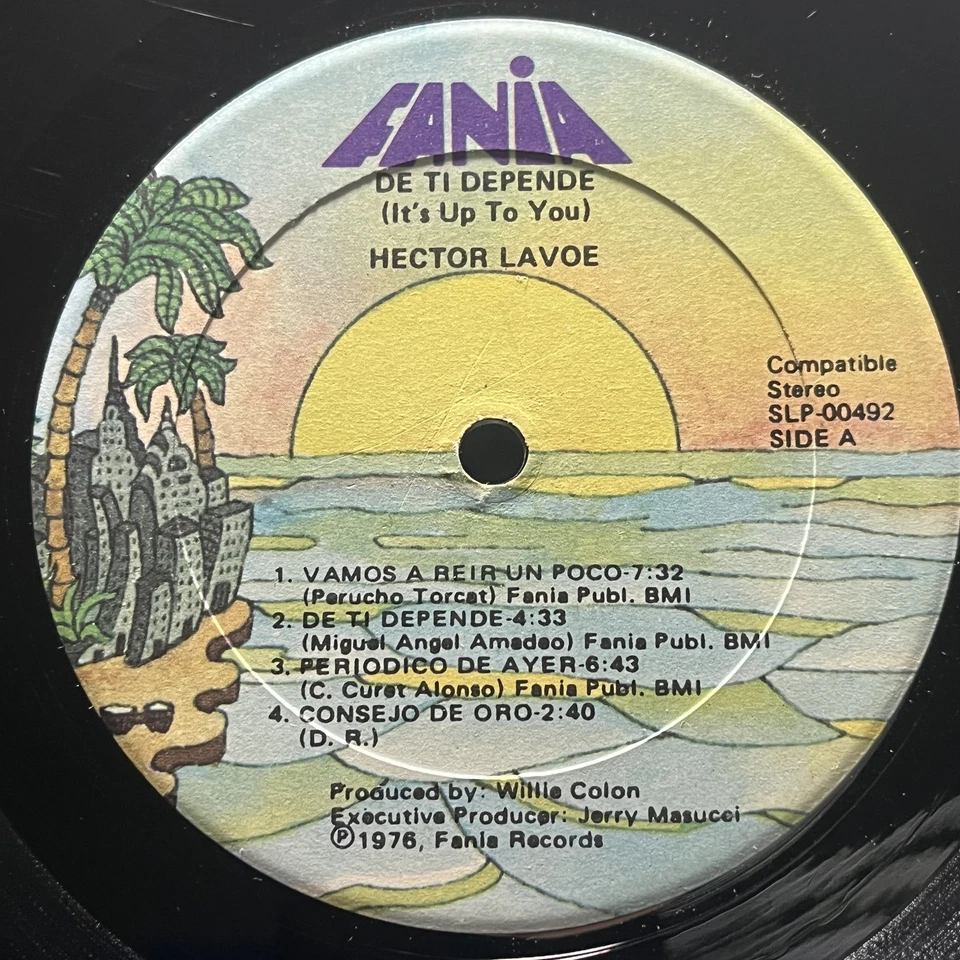 FANIA
DE TI DEPENDE
(It's Up To You)
HECTOR LAVOE
Compatible
Stereo
SLP-00492
SIDE A
1. VAMOS A REIR UN POCO-7:32
(Perucho Torcat) Fania Publ. BMI
2. DE TI DEPENDE-4:33
(Miguel Angel Amadeo) Fania Publ. BMI
3. PERIODICO DE AYER-6:43
(C. Curet Alonso) Fania Publ. BMI
4. CONSEJO DE ORO-2:40
(D. R.)
Produced by: Willie Colon
Executive Producer: Jerry Masucci
Ⓟ1976, Fania Records